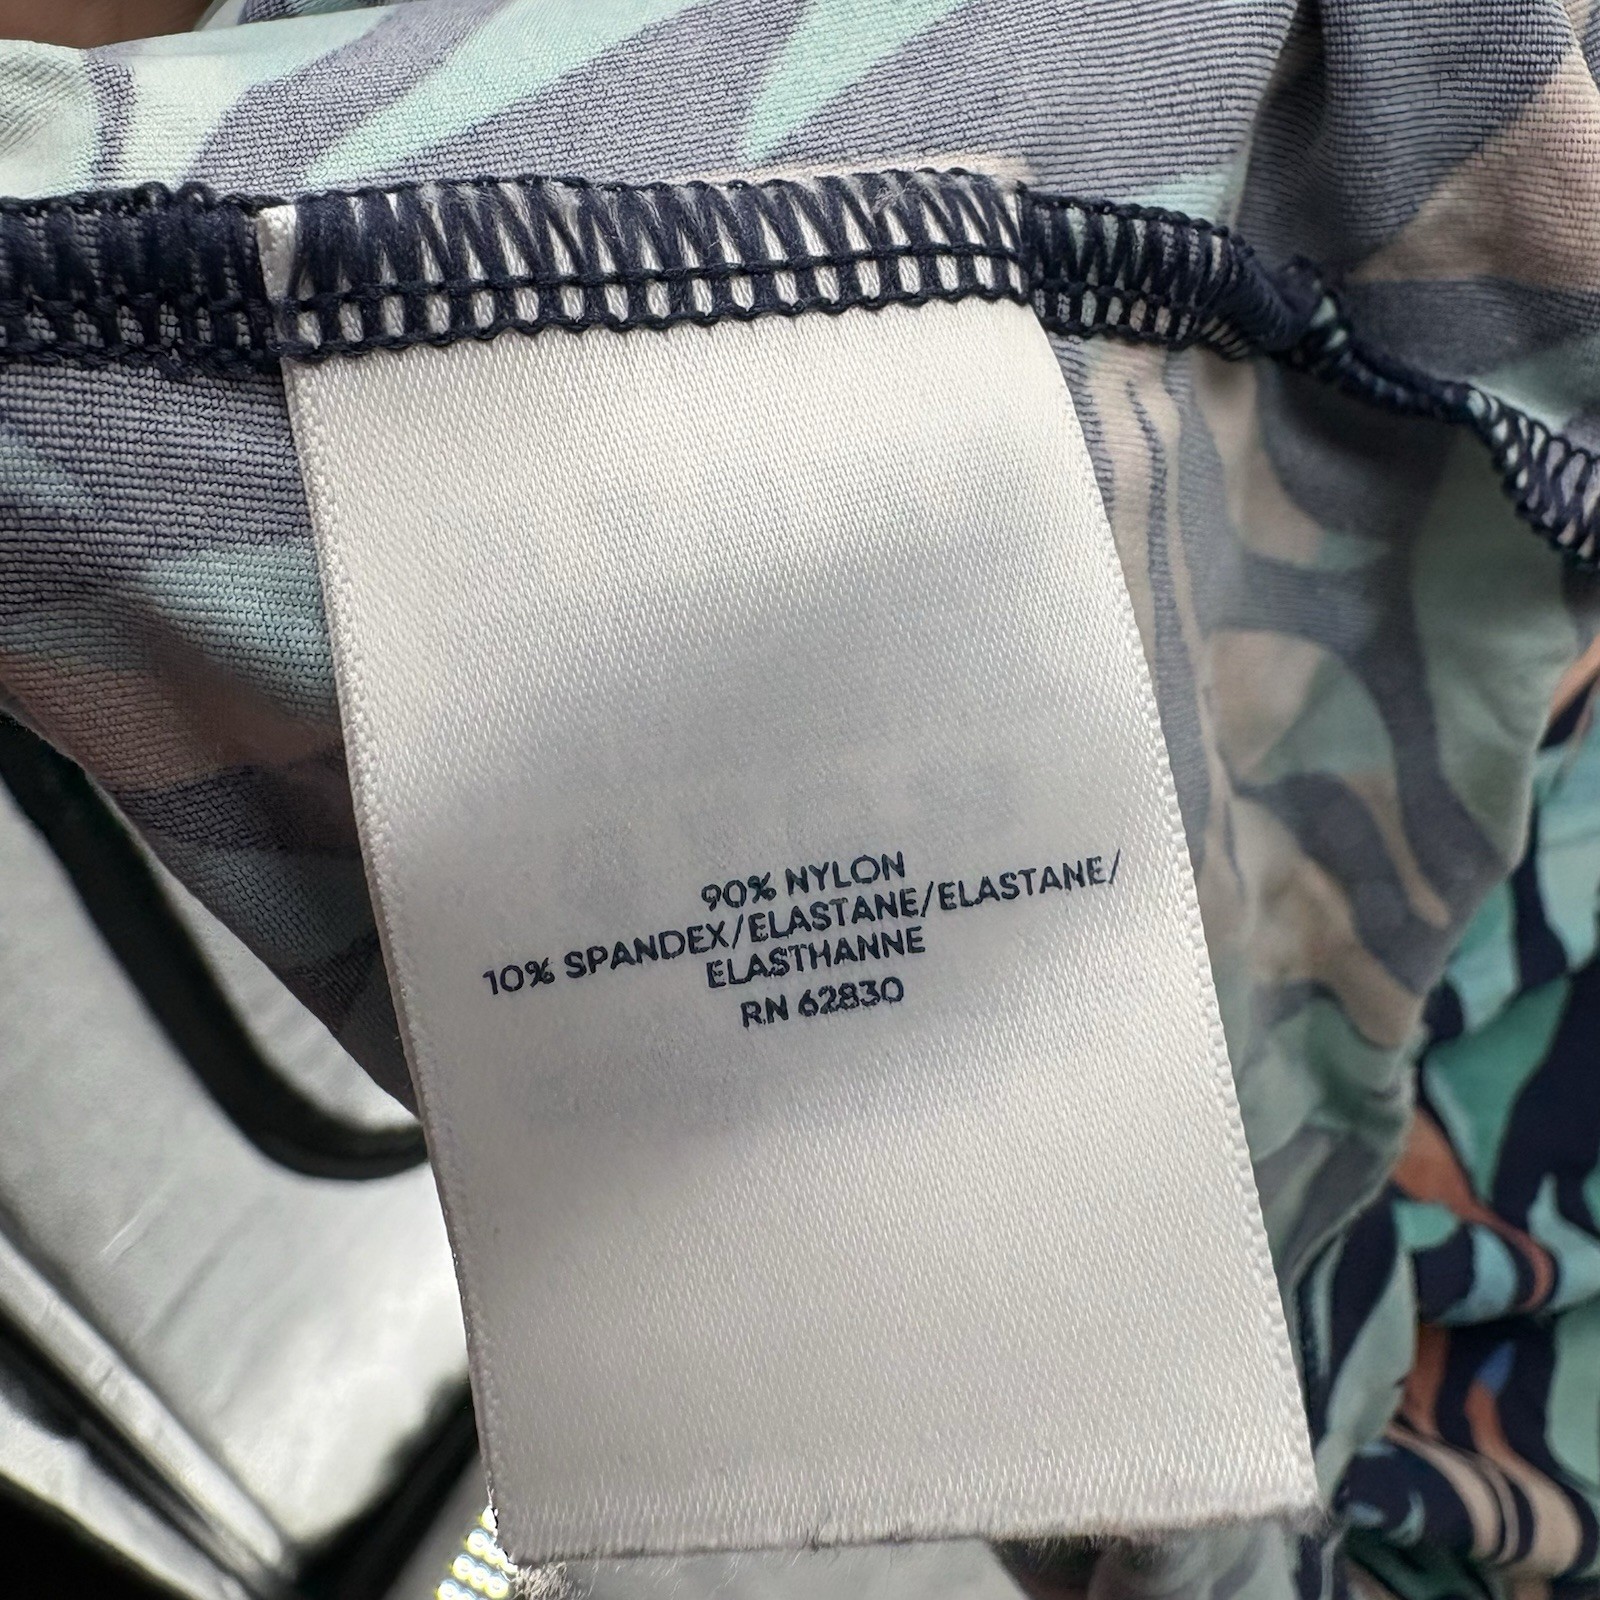 90% NYLON
10% SPANDEX/ELASTANE/ELASTANE/
ELASTHANNE
RN 62830